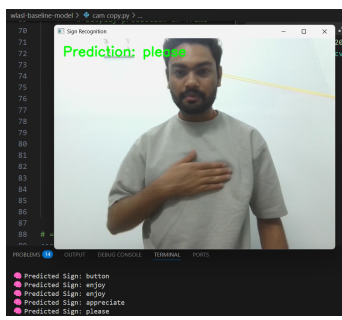 wlasl-baseline-model > cam copy.py > ...
Sign Recognition
Prediction: please
70
71
72
73
74
75
76
77
78
79
80
81
82
83
84
85
86
87
88 # =
PROBLEMS 14 OUTPUT DEBUG CONSOLE TERMINAL PORTS
Predicted Sign: button
Predicted Sign: enjoy
Predicted Sign: enjoy
Predicted Sign: appreciate
Predicted Sign: please